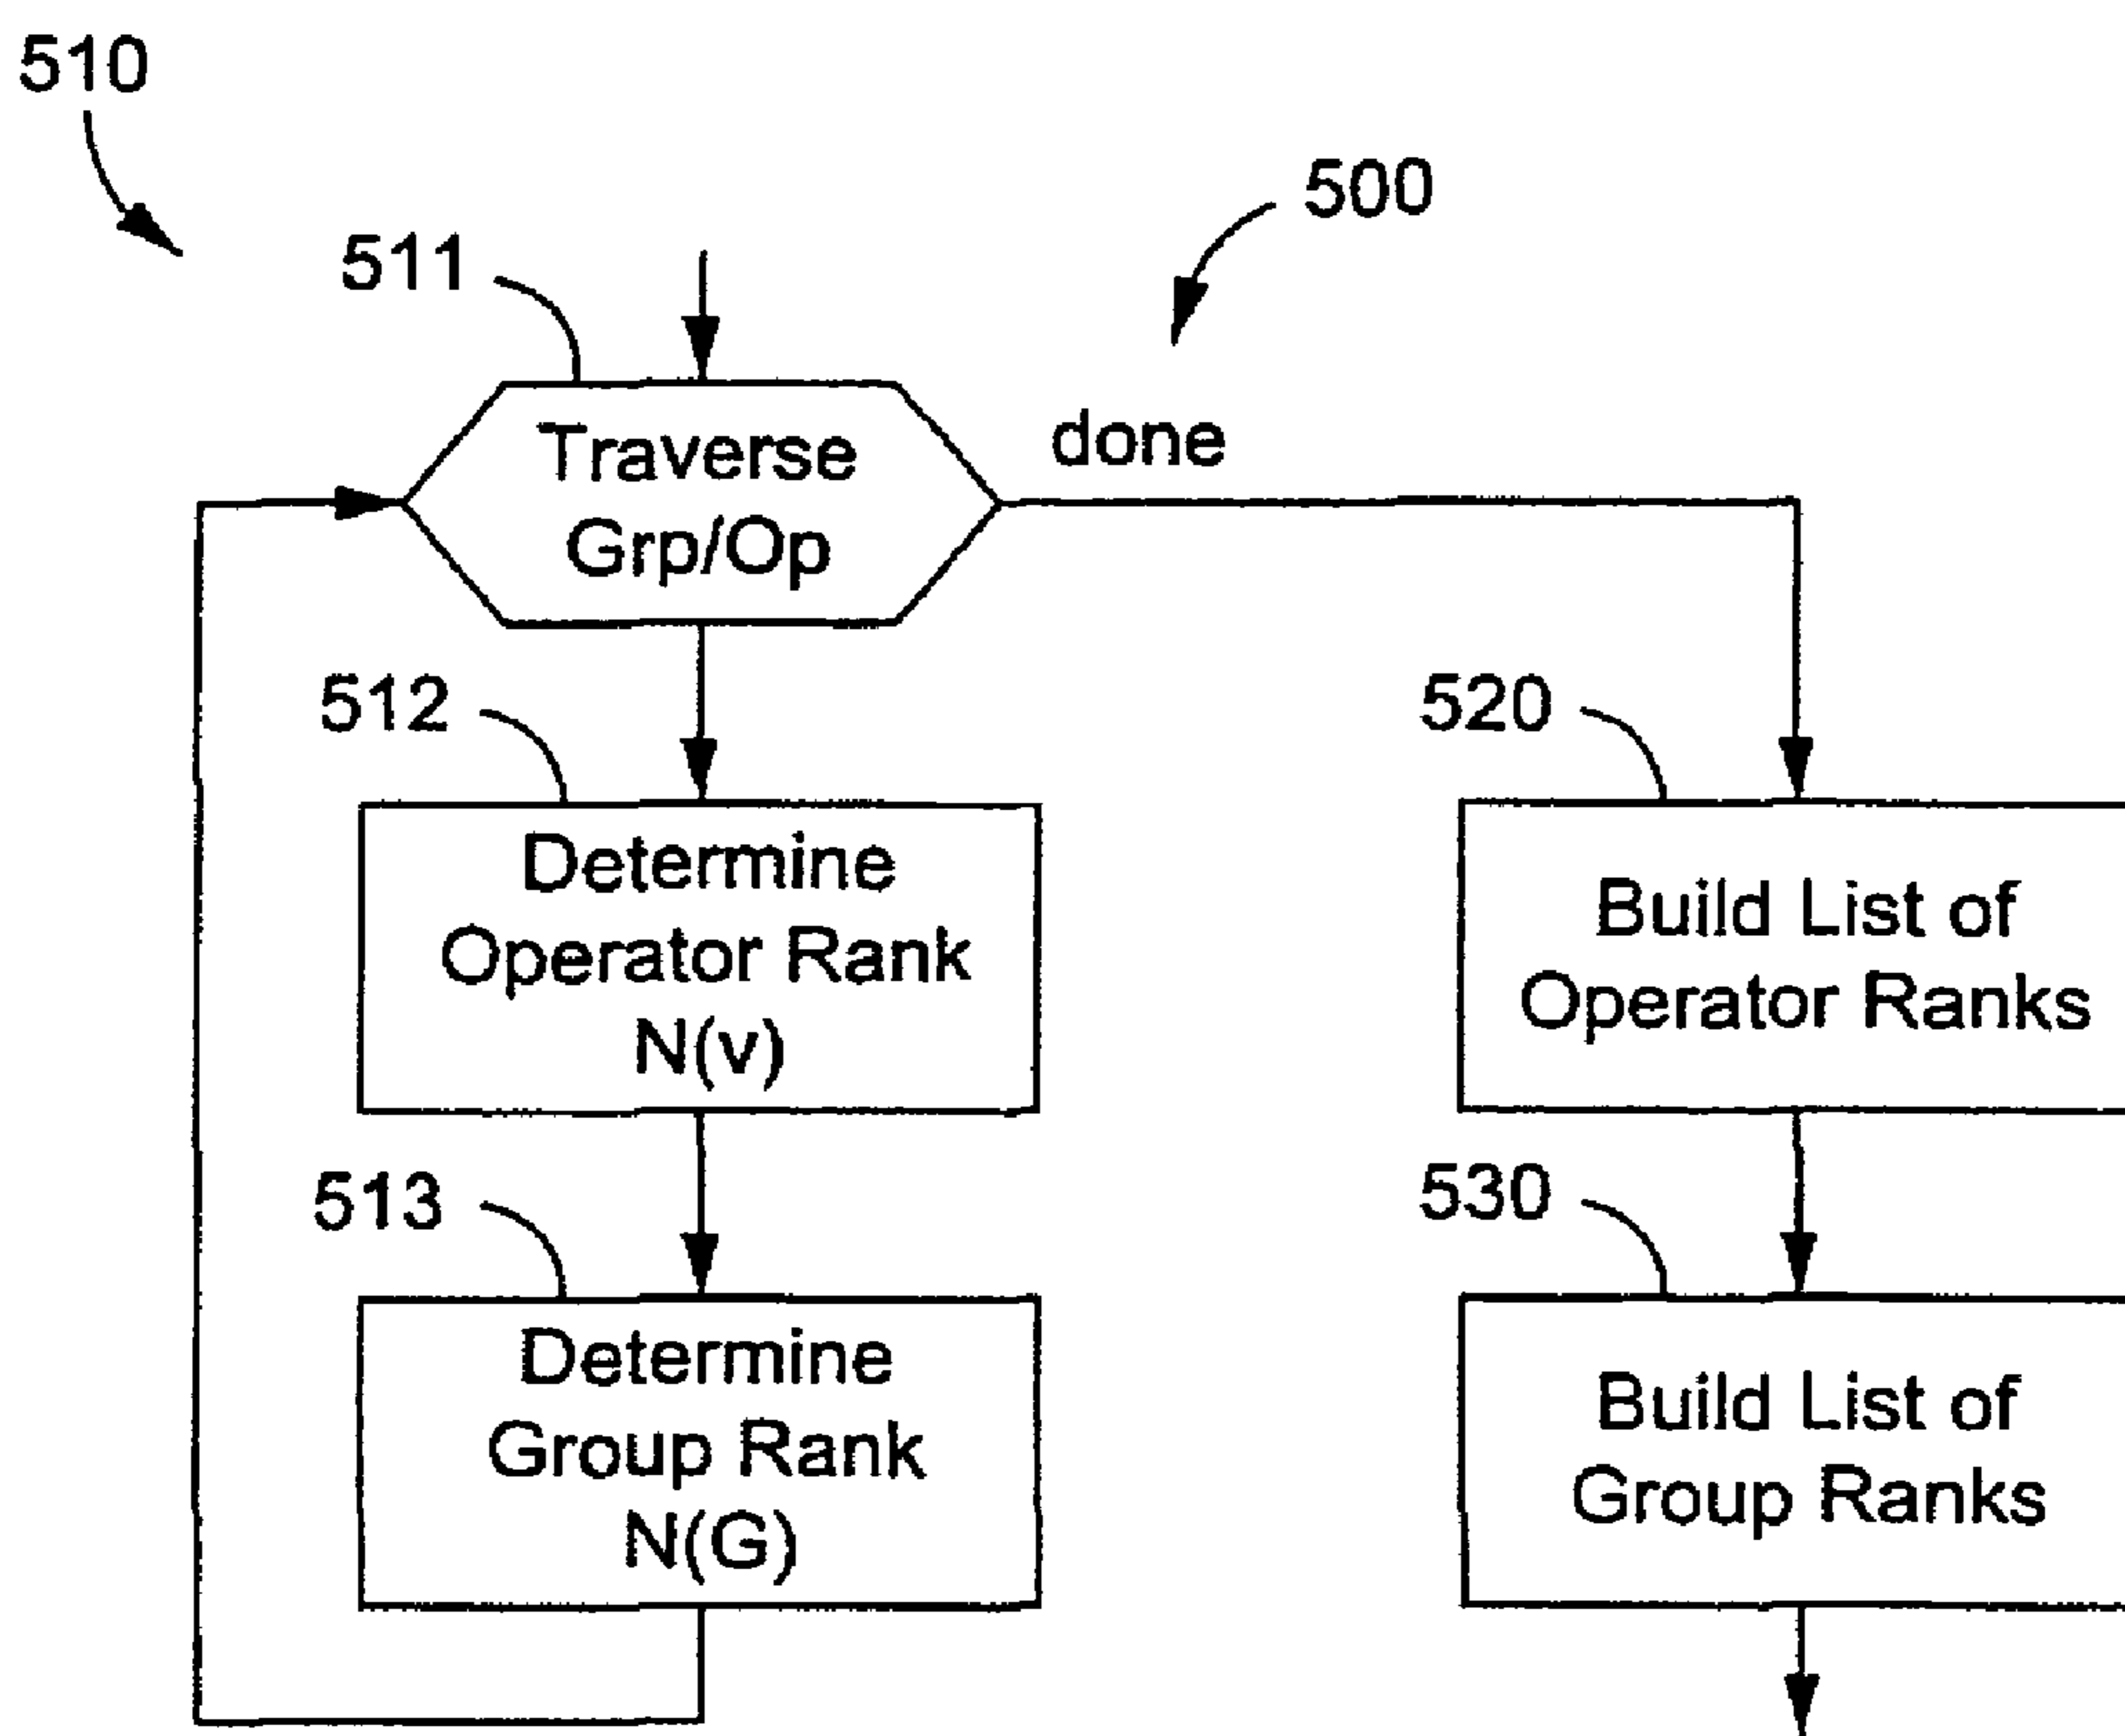 510
500
511
Traverse
Grp/Op
done
512
Determine
Operator Rank
N(v)
520
Build List of
Operator Ranks
513
Determine
Group Rank
N(G)
530
Build List of
Group Ranks